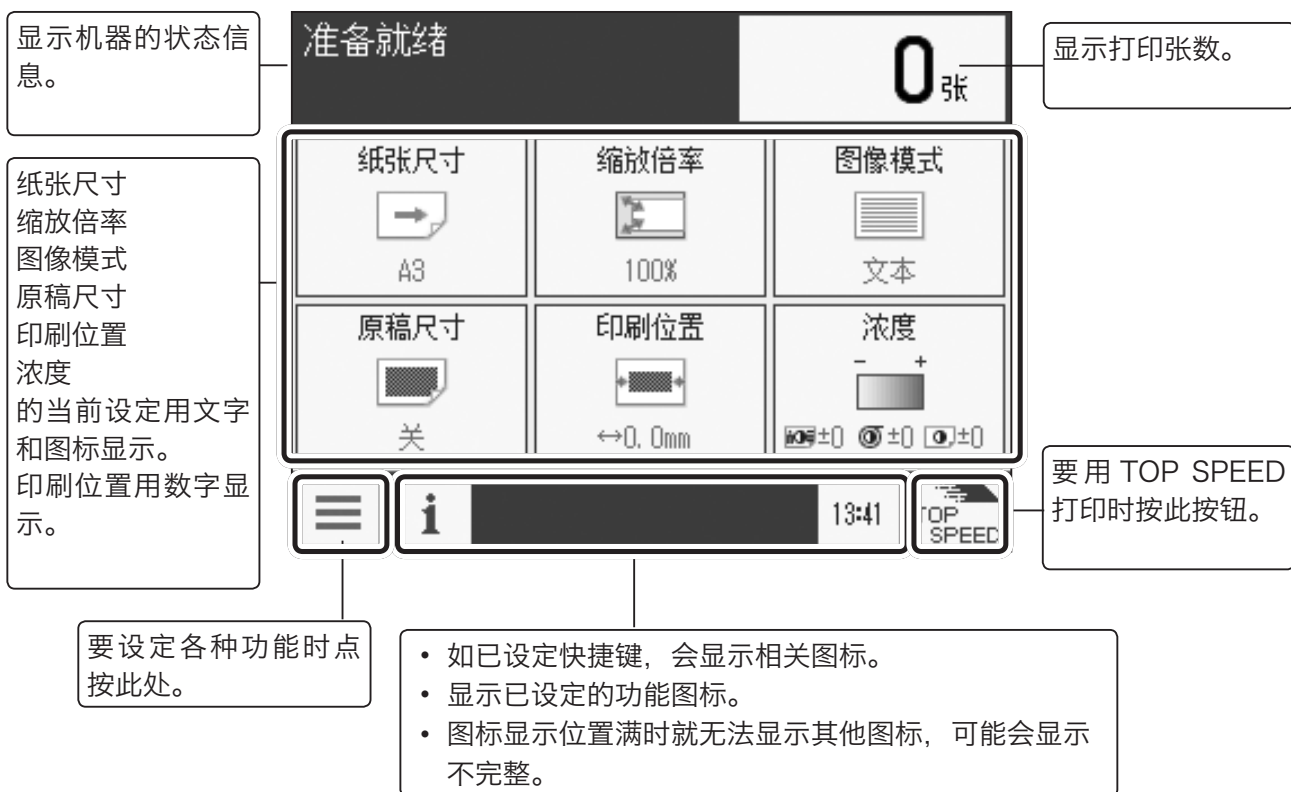 显示机器的状态信
息。
准备就绪
0张
显示打印张数。
纸张尺寸
缩放倍率
图像模式
原稿尺寸
印刷位置
浓度
的当前设定用文字
和图标显示。
印刷位置用数字显
示。
纸张尺寸
缩放倍率
图像模式
A3
100%
文本
原稿尺寸
印刷位置
浓度
- +
关
↔0.0mm
±0 ±0 ±0
i
13:41
TOP
SPEED
要用 TOP SPEED
打印时按此按钮。
要设定各种功能时点
按此处。
• 如已设定快捷键，会显示相关图标。
• 显示已设定的功能图标。
• 图标显示位置满时就无法显示其他图标，可能会显示
不完整。